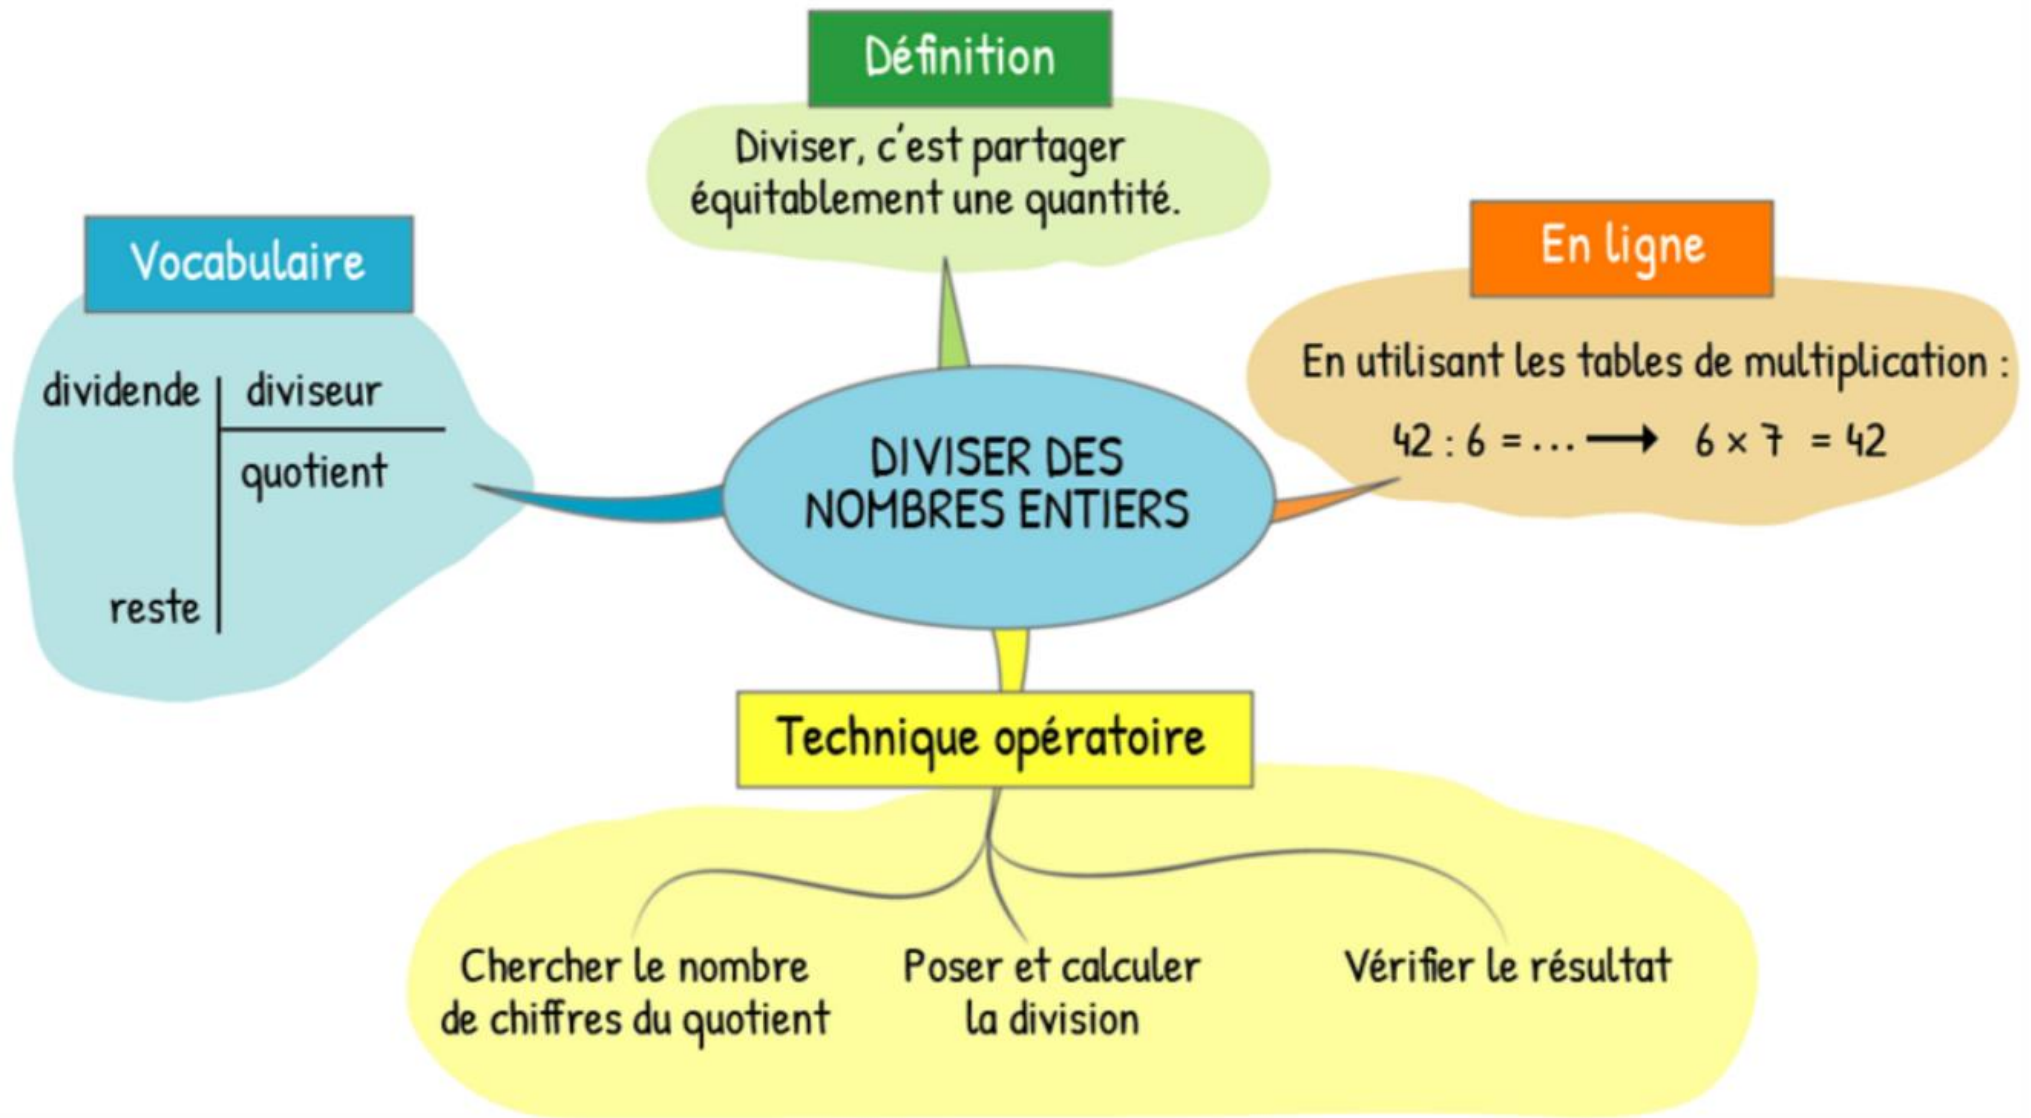 Définition
Diviser, c'est partager
équitablement une quantité.
Vocabulaire
dividende diviseur
quotient
reste
En ligne
En utilisant les tables de multiplication :
42 : 6 = ... → 6 × 7 = 42
DIVISER DES
NOMBRES ENTIERS
Technique opératoire
Chercher le nombre
de chiffres du quotient
Poser et calculer
la division
Vérifier le résultat